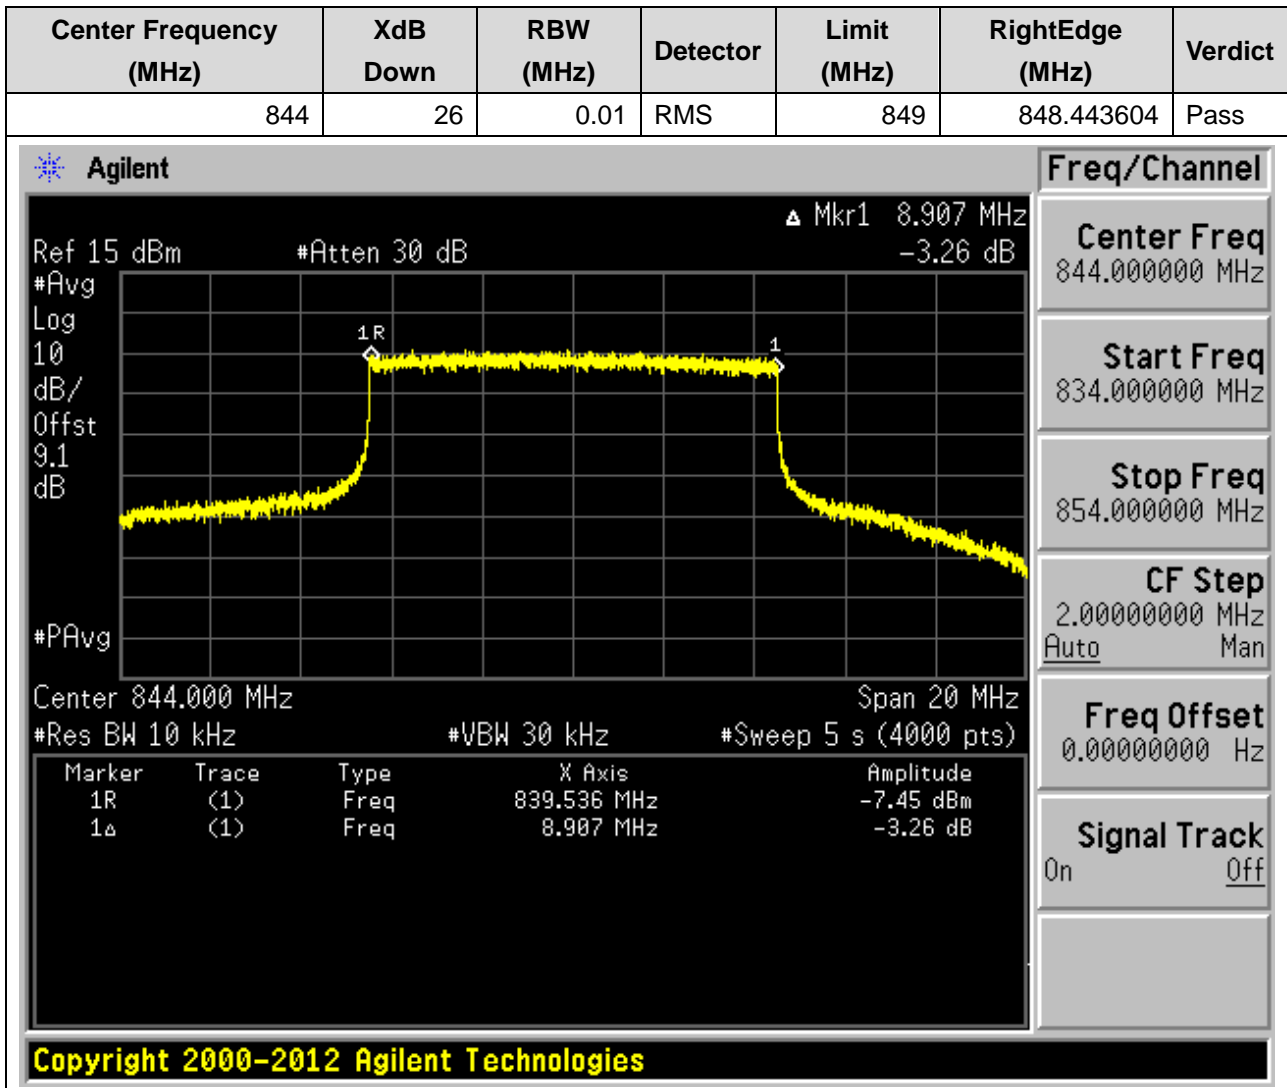 Center Frequency (MHz) XdB Down RBW (MHz) Detector Limit (MHz) RightEdge (MHz) Verdict
844 26 0.01 RMS 849 848.443604 Pass
Agilent
Freq/Channel
Δ Mkr1 8.907 MHz
Ref 15 dBm #Atten 30 dB -3.26 dB
#Avg
Log
10
dB/
Offst
9.1
dB
1R
1
#PAvg
Center 844.000 MHz Span 20 MHz
#Res BW 10 kHz #VBW 30 kHz #Sweep 5 s (4000 pts)
Marker Trace Type X Axis Amplitude
1R (1) Freq 839.536 MHz -7.45 dBm
1Δ (1) Freq 8.907 MHz -3.26 dB
Center Freq
844.000000 MHz
Start Freq
834.000000 MHz
Stop Freq
854.000000 MHz
CF Step
2.00000000 MHz
Auto Man
Freq Offset
0.00000000 Hz
Signal Track
On Off
Copyright 2000-2012 Agilent Technologies